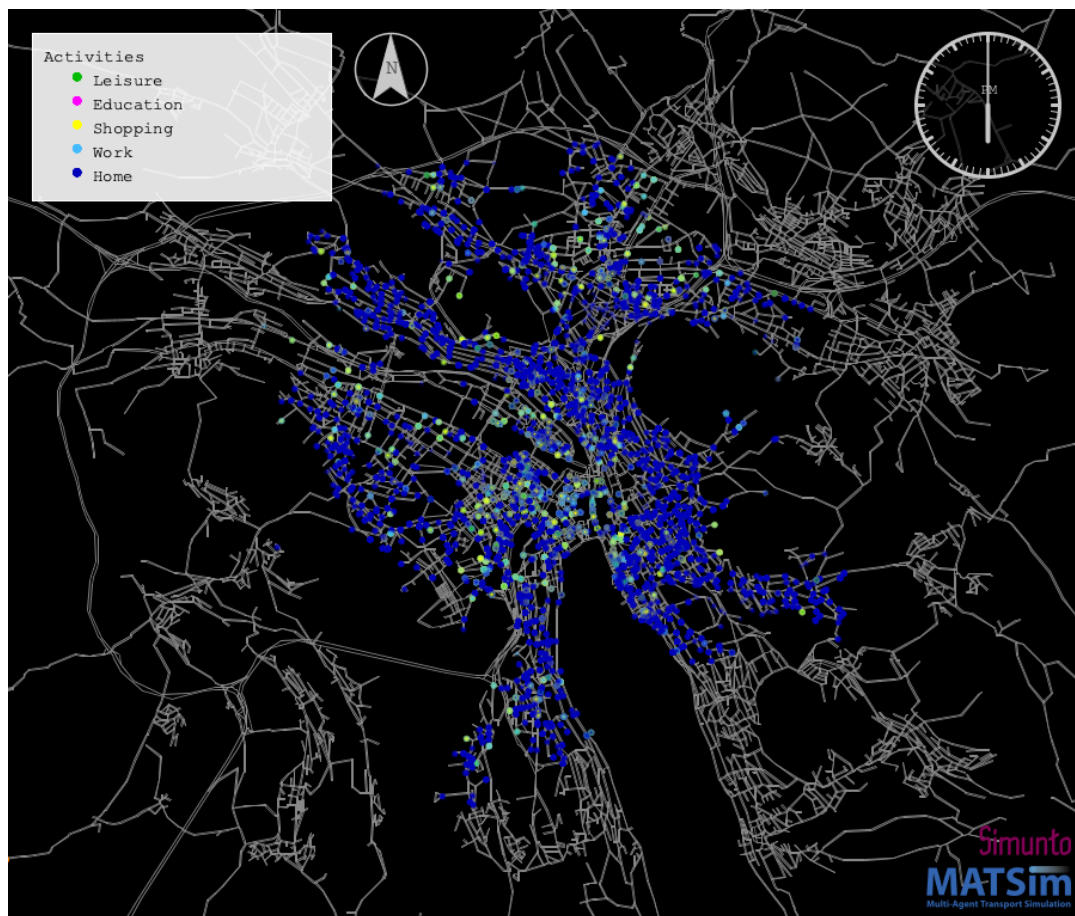 Activities
Leisure
Education
Shopping
Work
Home
N
PM
Simunto
MATSim
Multi-Agent Transport Simulation